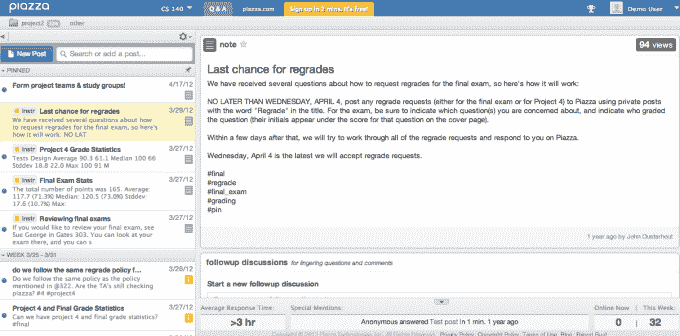 piazza
CS 140
Q & A
piazza.com
Sign up in 2 mins. It's free!
Demo User
project2
other
New Post
Search or add a post...
PINNED
Form project teams & study groups!
4/17/12
Instr Last chance for regrades
3/29/12
We have received several questions about how
to request regrades for the final exam, so here's
how it will work: NO LAT
Instr Project 4 Grade Statistics
3/27/12
Tests Design Average 90.3 61.1 Median 100 66
Stddev 18.8 22.0 Max 100 91 M
Instr Final Exam Stats
3/27/12
The total number of points was 165. Average:
117.7 (71.3%) Median: 120.5 (73.0%) Stddev:
17.6 (10.7%) Max:
Instr Reviewing final exams
3/27/12
If you would like to review your final exam, see
Sue George in Gates 303. You can look at your
exam there, and you can s
WEEK 3/25 - 3/31
do we follow the same regrade policy f...
3/28/12
Do we follow the same policy as the policy
mentioned in @322. Are the TA's still checking
piazza? #4 #project4
Project 4 and Final Grade Statistics
3/27/12
Can we have project 4 and final grade statistics?
#final
note
94 views
Last chance for regrades
We have received several questions about how to request regrades for the final exam, so here's how it will work:
NO LATER THAN WEDNESDAY, APRIL 4, post any regrade requests (either for the final exam or for Project 4) to Piazza using private posts
with the word "Regrade" in the title. For the exam, be sure to indicate which question(s) you are concerned about, and indicate who graded
the question (their initials appear under the score for that question on the cover page).
Within a few days after that, we will try to work through all of the regrade requests and respond to you on Piazza.
Wednesday, April 4 is the latest we will accept regrade requests.
#final
#regrade
#final_exam
#grading
#pin
1 year ago by John Ousterhout
followup discussions for lingering questions and comments
Start a new followup discussion
Average Response Time:
Special Mentions:
Online Now
This Week:
>3 hr
Anonymous answered Test post in 1 min. 1 year ago
0
32